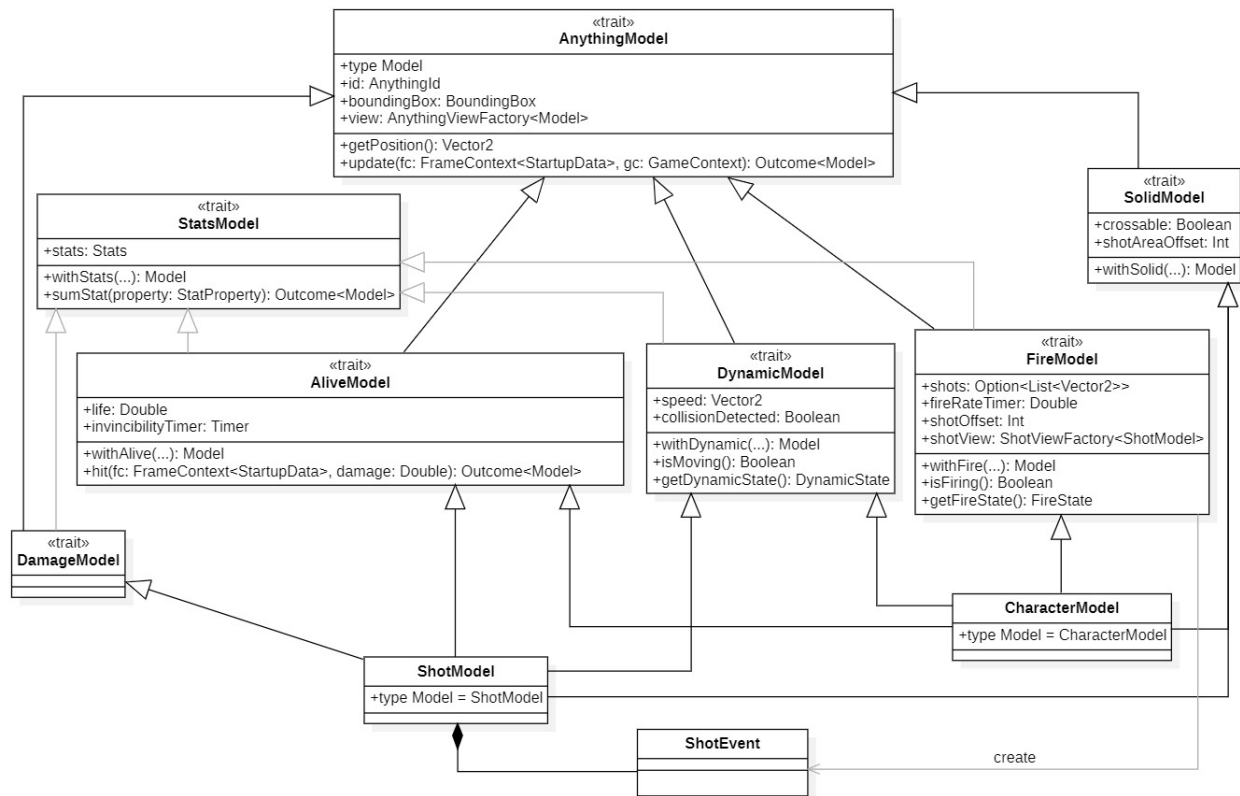 «trait»
AnythingModel
+type Model
+id: AnythingId
+boundingBox: BoundingBox
+view: AnythingViewFactory<Model>
+getPosition(): Vector2
+update(fc: FrameContext<StartupData>, gc: GameContext): Outcome<Model>
«trait»
StatsModel
+stats: Stats
+withStats(...): Model
+sumStat(property: StatProperty): Outcome<Model>
«trait»
SolidModel
+crossable: Boolean
+shotAreaOffset: Int
+withSolid(...): Model
«trait»
AliveModel
+life: Double
+invincibilityTimer: Timer
+withAlive(...): Model
+hit(fc: FrameContext<StartupData>, damage: Double): Outcome<Model>
«trait»
DynamicModel
+speed: Vector2
+collisionDetected: Boolean
+withDynamic(...): Model
+isMoving(): Boolean
+getDynamicState(): DynamicState
«trait»
FireModel
+shots: Option<List<Vector2>>
+fireRateTimer: Double
+shotOffset: Int
+shotView: ShotViewFactory<ShotModel>
+withFire(...): Model
+isFiring(): Boolean
+getFireState(): FireState
«trait»
DamageModel
CharacterModel
+type Model = CharacterModel
ShotModel
+type Model = ShotModel
ShotEvent
create